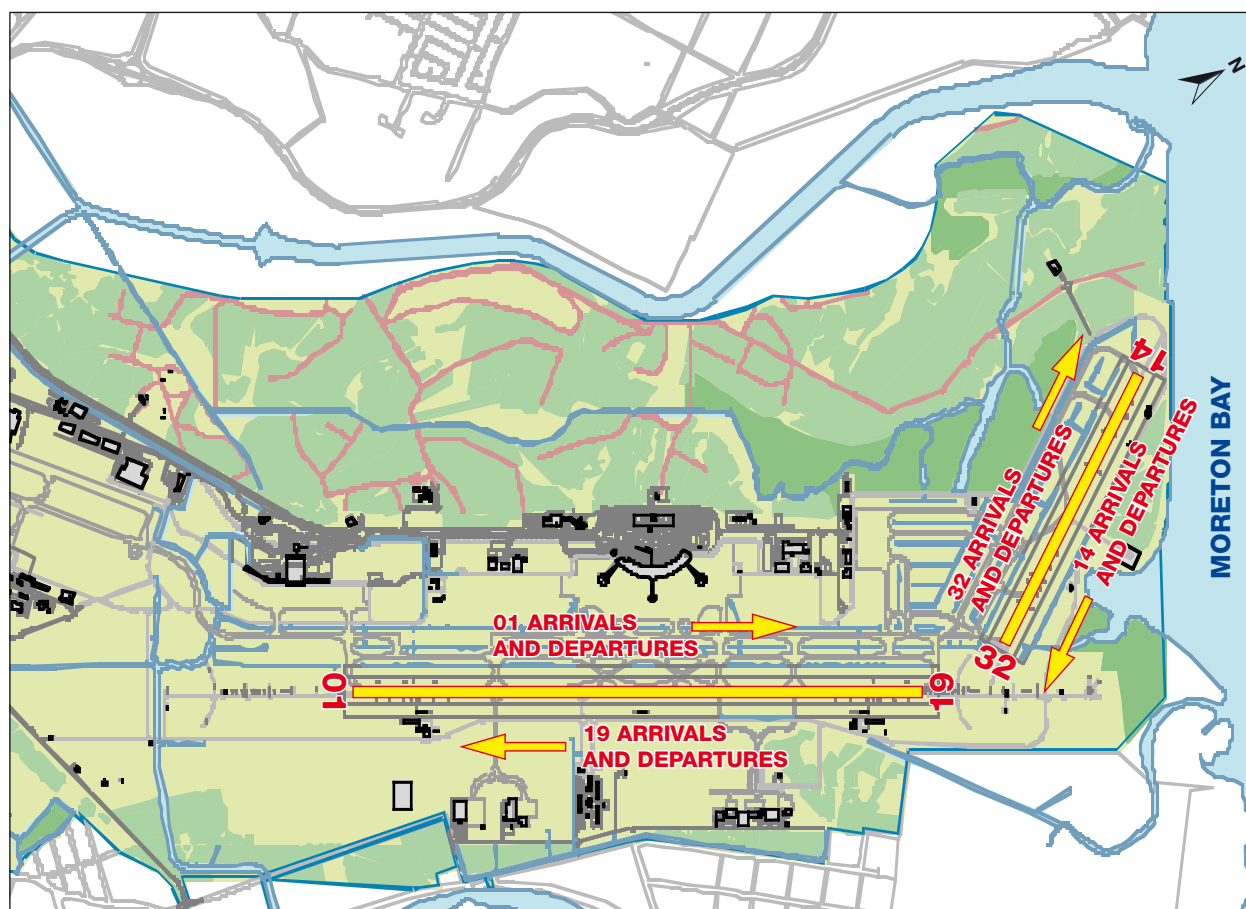 N
14
MORETON BAY
32 ARRIVALS
AND DEPARTURES
14 ARRIVALS
AND DEPARTURES
01 ARRIVALS
AND DEPARTURES
32
01
19
19 ARRIVALS
AND DEPARTURES